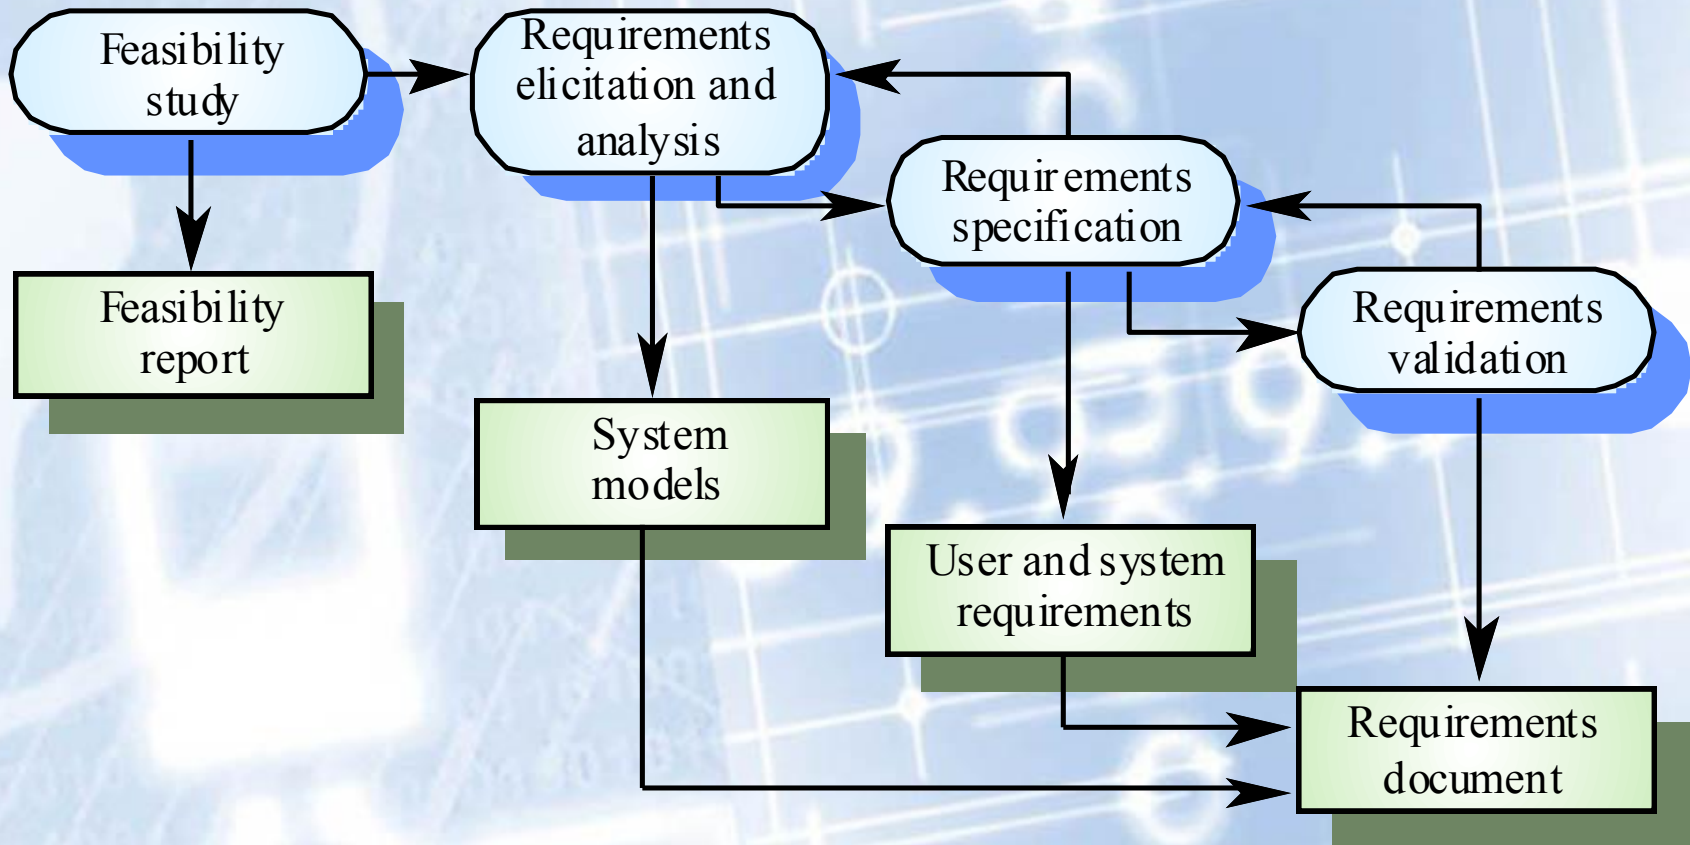 Feasibility
study
Requirements
elicitation and
analysis
Requirements
specification
Requirements
validation
Feasibility
report
System
models
User and system
requirements
Requirements
document